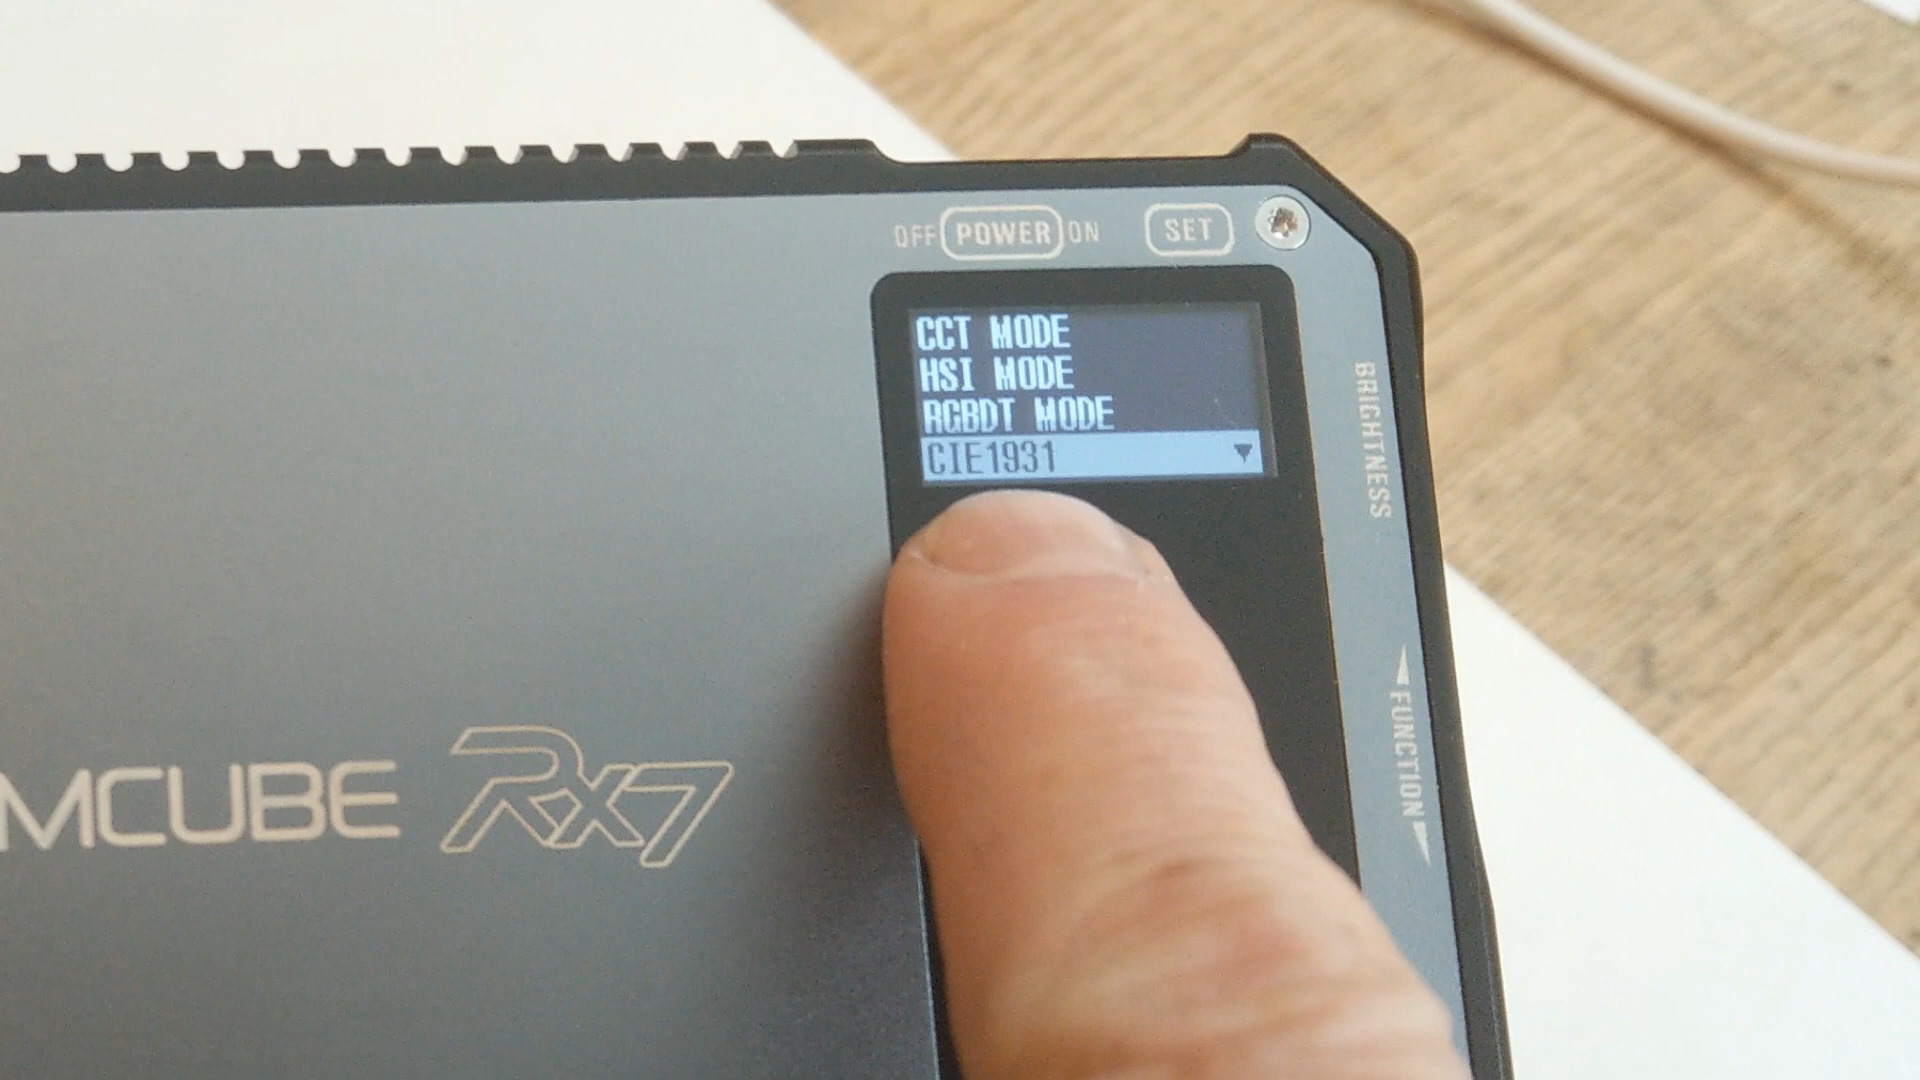 OFF POWER ON SET
CCT MODE
HSI MODE
RGBDT MODE
CIE1931
BRIGHTNESS
FUNCTION
MCUBE Rx7